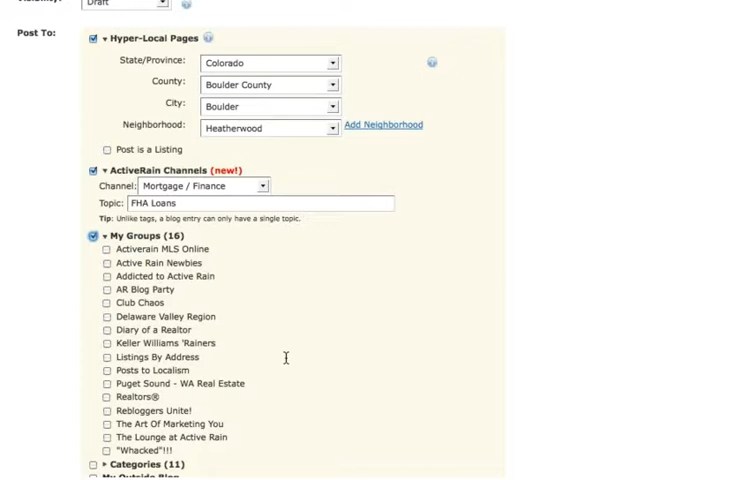 Visibility: Draft
Post To: Hyper-Local Pages
State/Province: Colorado
County: Boulder County
City: Boulder
Neighborhood: Heatherwood Add Neighborhood
Post is a Listing
ActiveRain Channels (new!)
Channel: Mortgage / Finance
Topic: FHA Loans
Tip: Unlike tags, a blog entry can only have a single topic.
My Groups (16)
Activerain MLS Online
Active Rain Newbies
Addicted to Active Rain
AR Blog Party
Club Chaos
Delaware Valley Region
Diary of a Realtor
Keller Williams 'Rainers
Listings By Address
Posts to Localism
Puget Sound - WA Real Estate
Realtors®
Rebloggers Unite!
The Art Of Marketing You
The Lounge at Active Rain
"Whacked"!!!
Categories (11)
My Outside Blog